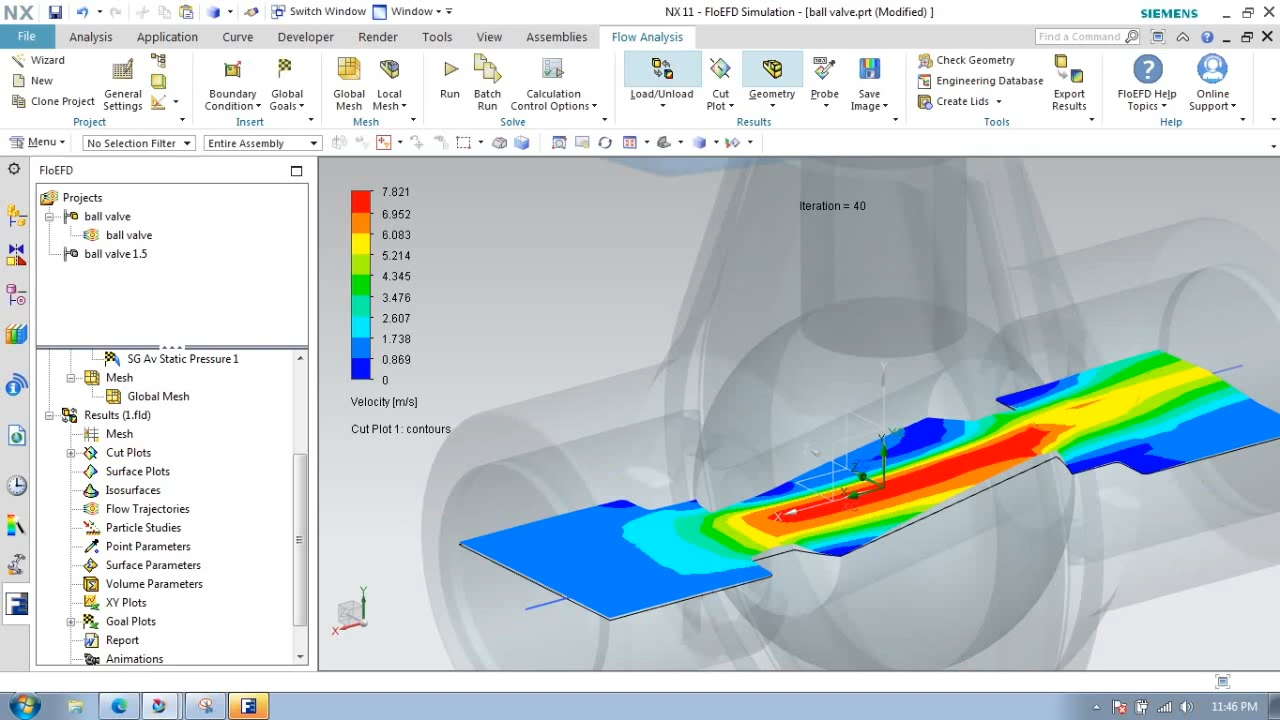 NX
Switch Window
Window
NX 11 - FloEFD Simulation - [ball valve.prt (Modified) ]
SIEMENS
File
Analysis
Application
Curve
Developer
Render
Tools
View
Assemblies
Flow Analysis
Find a Command
Wizard
New
Clone Project
General Settings
Project
Boundary Condition
Global Goals
Insert
Global Mesh
Local Mesh
Mesh
Run
Batch Run
Calculation Control Options
Solve
Load/Unload
Cut Plot
Geometry
Probe
Save Image
Results
Check Geometry
Engineering Database
Create Lids
Export Results
Tools
FloEFD Help Topics
Online Support
Help
Menu
No Selection Filter
Entire Assembly
FloEFD
Projects
ball valve
ball valve
ball valve 1.5
SG Av Static Pressure 1
Mesh
Global Mesh
Results (1.fld)
Mesh
Cut Plots
Surface Plots
Isosurfaces
Flow Trajectories
Particle Studies
Point Parameters
Surface Parameters
Volume Parameters
XY Plots
Goal Plots
Report
Animations
7.821
6.952
6.083
5.214
4.345
3.476
2.607
1.738
0.869
0
Velocity [m/s]
Cut Plot 1: contours
Iteration = 40
Y
Z
X
X
Y
X
11:46 PM